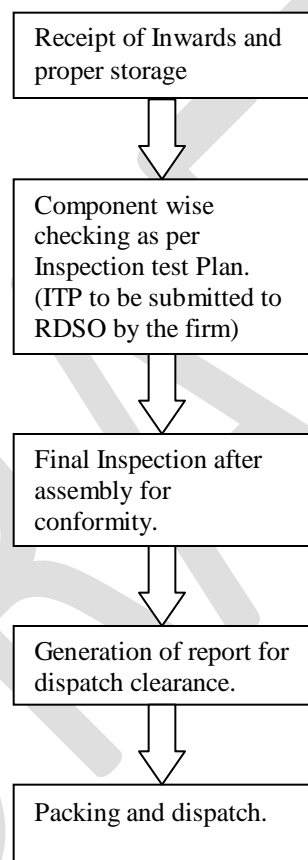 Receipt of Inwards and
proper storage
Component wise
checking as per
Inspection test Plan.
(ITP to be submitted to
RDSO by the firm)
Final Inspection after
assembly for
conformity.
Generation of report for
dispatch clearance.
Packing and dispatch.